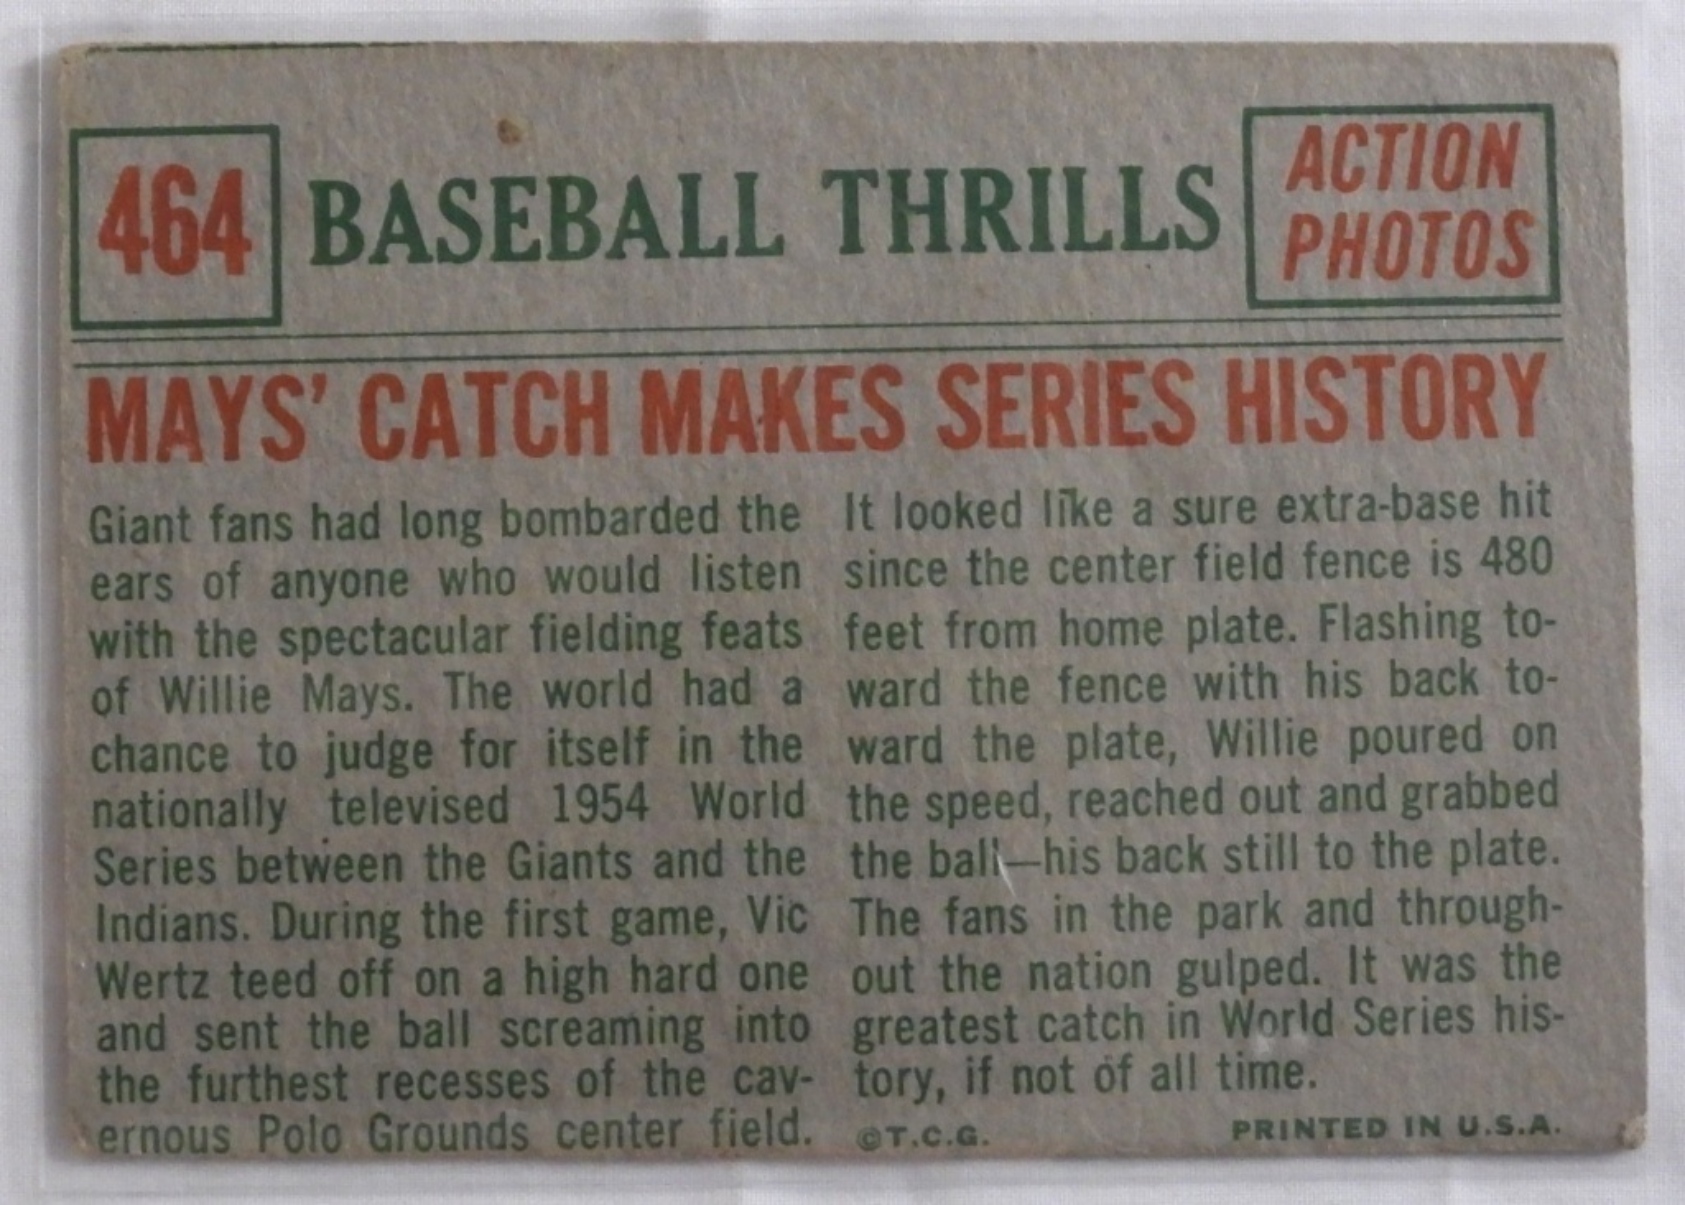 464
BASEBALL THRILLS
ACTION
PHOTOS
MAYS' CATCH MAKES SERIES HISTORY
Giant fans had long bombarded the
ears of anyone who would listen
with the spectacular fielding feats
of Willie Mays. The world had a
chance to judge for itself in the
nationally televised 1954 World
Series between the Giants and the
Indians. During the first game, Vic
Wertz teed off on a high hard one
and sent the ball screaming into
the furthest recesses of the cav-
ernous Polo Grounds center field.
It looked like a sure extra-base hit
since the center field fence is 480
feet from home plate. Flashing to-
ward the fence with his back to-
ward the plate, Willie poured on
the speed, reached out and grabbed
the ball—his back still to the plate.
The fans in the park and through-
out the nation gulped. It was the
greatest catch in World Series his-
tory, if not of all time.
©T.C.G.
PRINTED IN U.S.A.